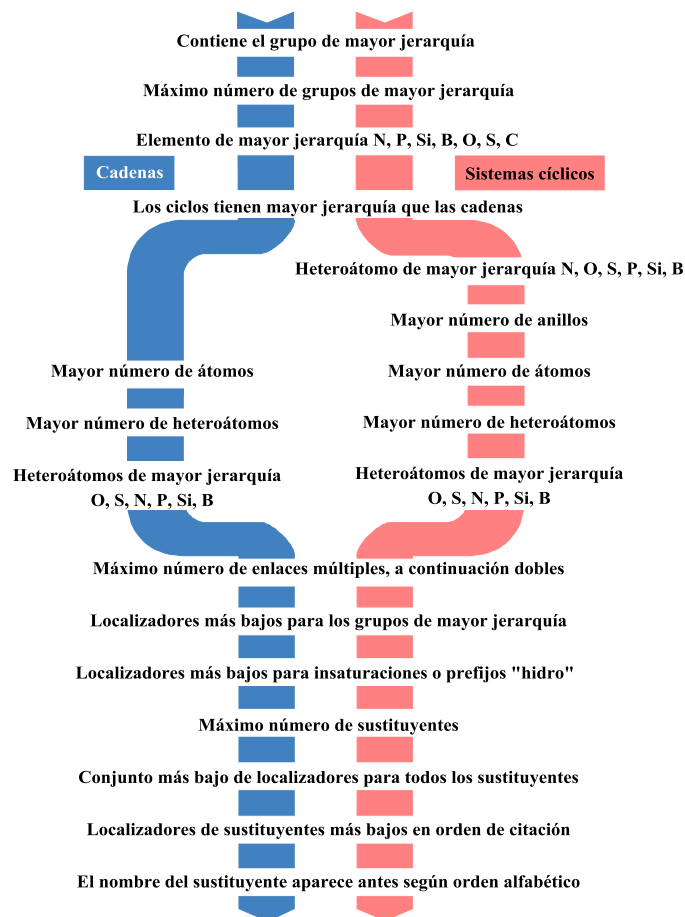 Contiene el grupo de mayor jerarquía
Máximo número de grupos de mayor jerarquía
Elemento de mayor jerarquía N, P, Si, B, O, S, C
Cadenas
Sistemas cíclicos
Los ciclos tienen mayor jerarquía que las cadenas
Heteroátomo de mayor jerarquía N, O, S, P, Si, B
Mayor número de anillos
Mayor número de átomos
Mayor número de átomos
Mayor número de heteroátomos
Mayor número de heteroátomos
Heteroátomos de mayor jerarquía
O, S, N, P, Si, B
Heteroátomos de mayor jerarquía
O, S, N, P, Si, B
Máximo número de enlaces múltiples, a continuación dobles
Localizadores más bajos para los grupos de mayor jerarquía
Localizadores más bajos para insaturaciones o prefijos "hidro"
Máximo número de sustituyentes
Conjunto más bajo de localizadores para todos los sustituyentes
Localizadores de sustituyentes más bajos en orden de citación
El nombre del sustituyente aparece antes según orden alfabético